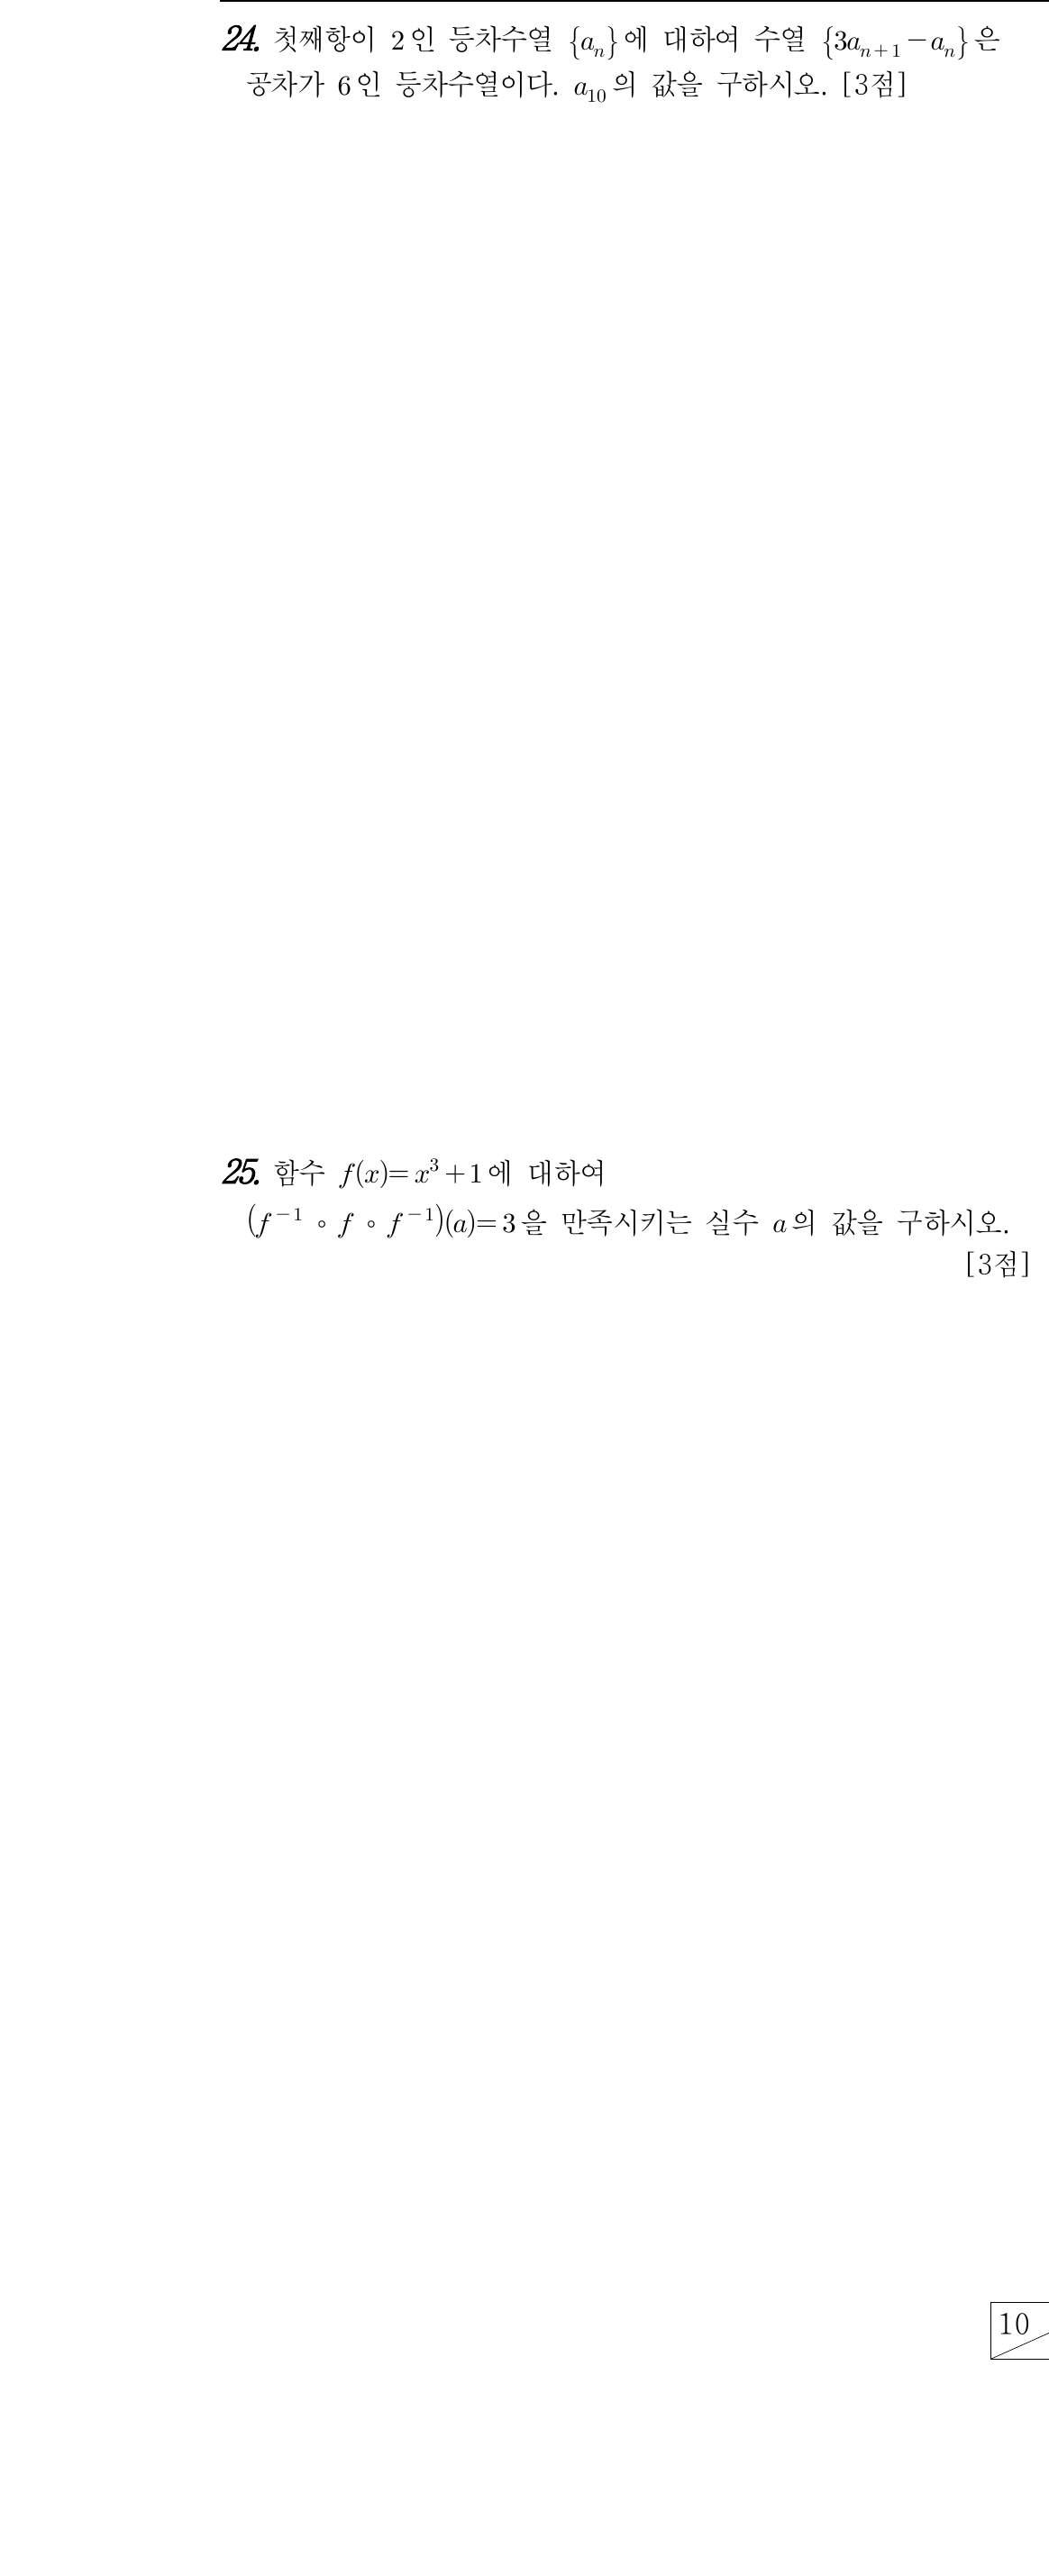 24. 첫째항이 2인 등차수열 {aₙ}에 대하여 수열 {3aₙ₊₁−aₙ}은
공차가 6인 등차수열이다. a₁₀의 값을 구하시오. [3점]
25. 함수 f(x)=x³+1에 대하여
(f⁻¹∘f∘f⁻¹)(a)=3을 만족시키는 실수 a의 값을 구하시오.
[3점]
10